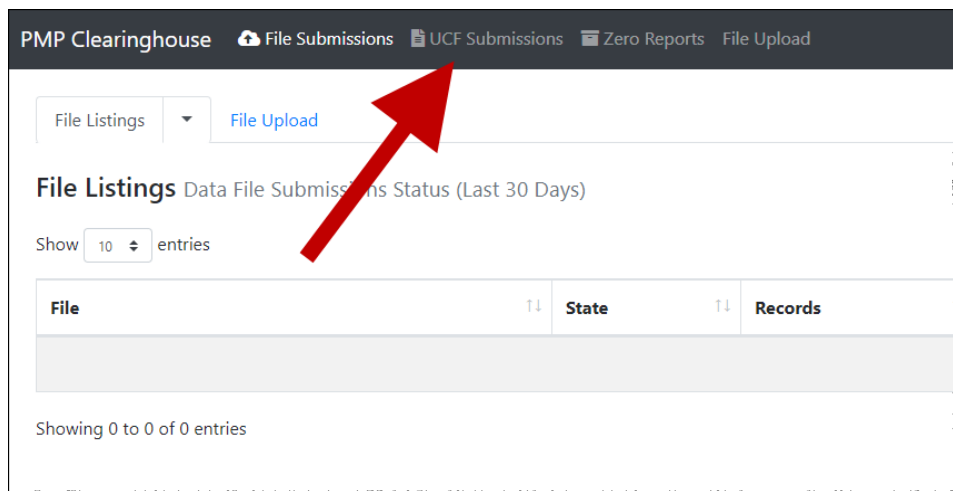 PMP Clearinghouse File Submissions UCF Submissions Zero Reports File Upload
File Listings File Upload
File Listings Data File Submissions Status (Last 30 Days)
Show 10 entries
File State Records
Showing 0 to 0 of 0 entries